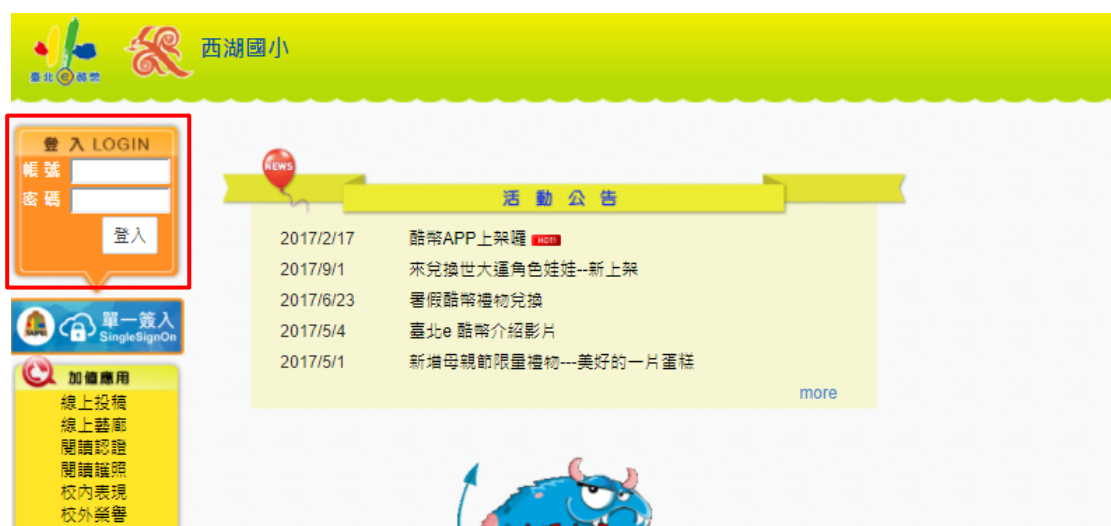 臺北e酷幣
西湖國小
登入 LOGIN
帳號
密碼
登入
單一簽入
SingleSignOn
加值應用
線上投稿
線上藝廊
閱讀認證
閱讀護照
校內表現
校外榮譽
NEWS
活動公告
2017/2/17 酷幣APP上架囉 HOT!
2017/9/1 來兌換世大運角色娃娃--新上架
2017/6/23 暑假酷幣禮物兌換
2017/5/4 臺北e 酷幣介紹影片
2017/5/1 新增母親節限量禮物---美好的一片蛋糕
more